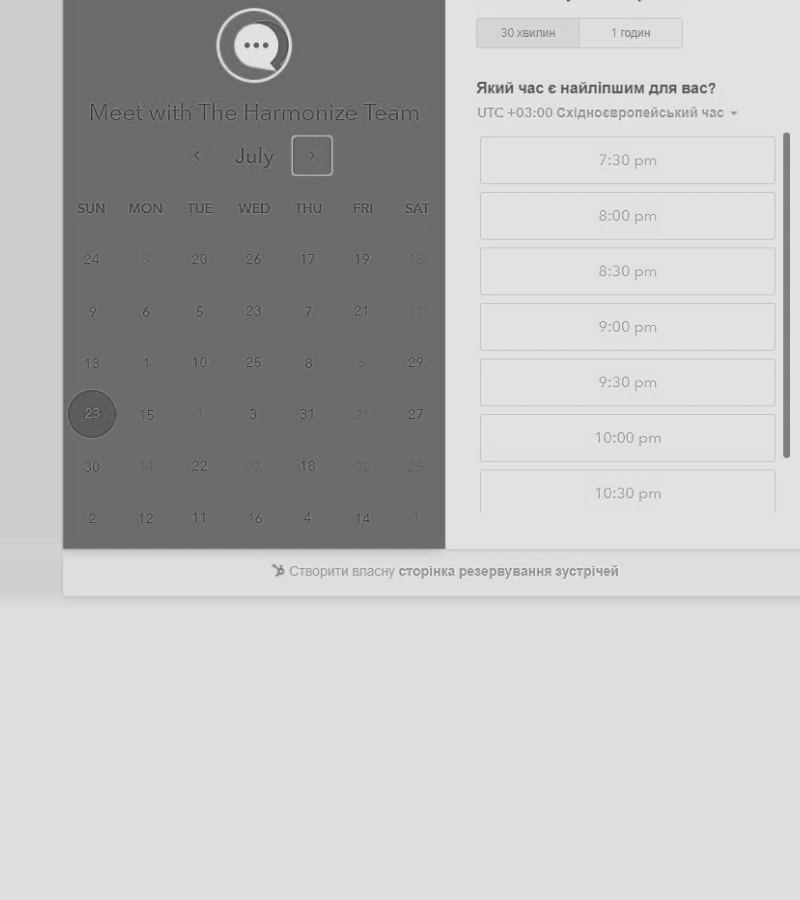 Meet with The Harmonize Team
July
SUN MON TUE WED THU FRI SAT
24 5 20 26 17 19 13
9 6 5 23 7 21 11
13 1 10 25 8 6 29
23 15 1 3 31 21 27
30 14 22 27 18 22 25
2 12 11 16 4 14 1
30 хвилин 1 годин
Який час є найліпшим для вас?
UTC +03:00 Східноєвропейський час
7:30 pm
8:00 pm
8:30 pm
9:00 pm
9:30 pm
10:00 pm
10:30 pm
Створити власну сторінка резервування зустрічей